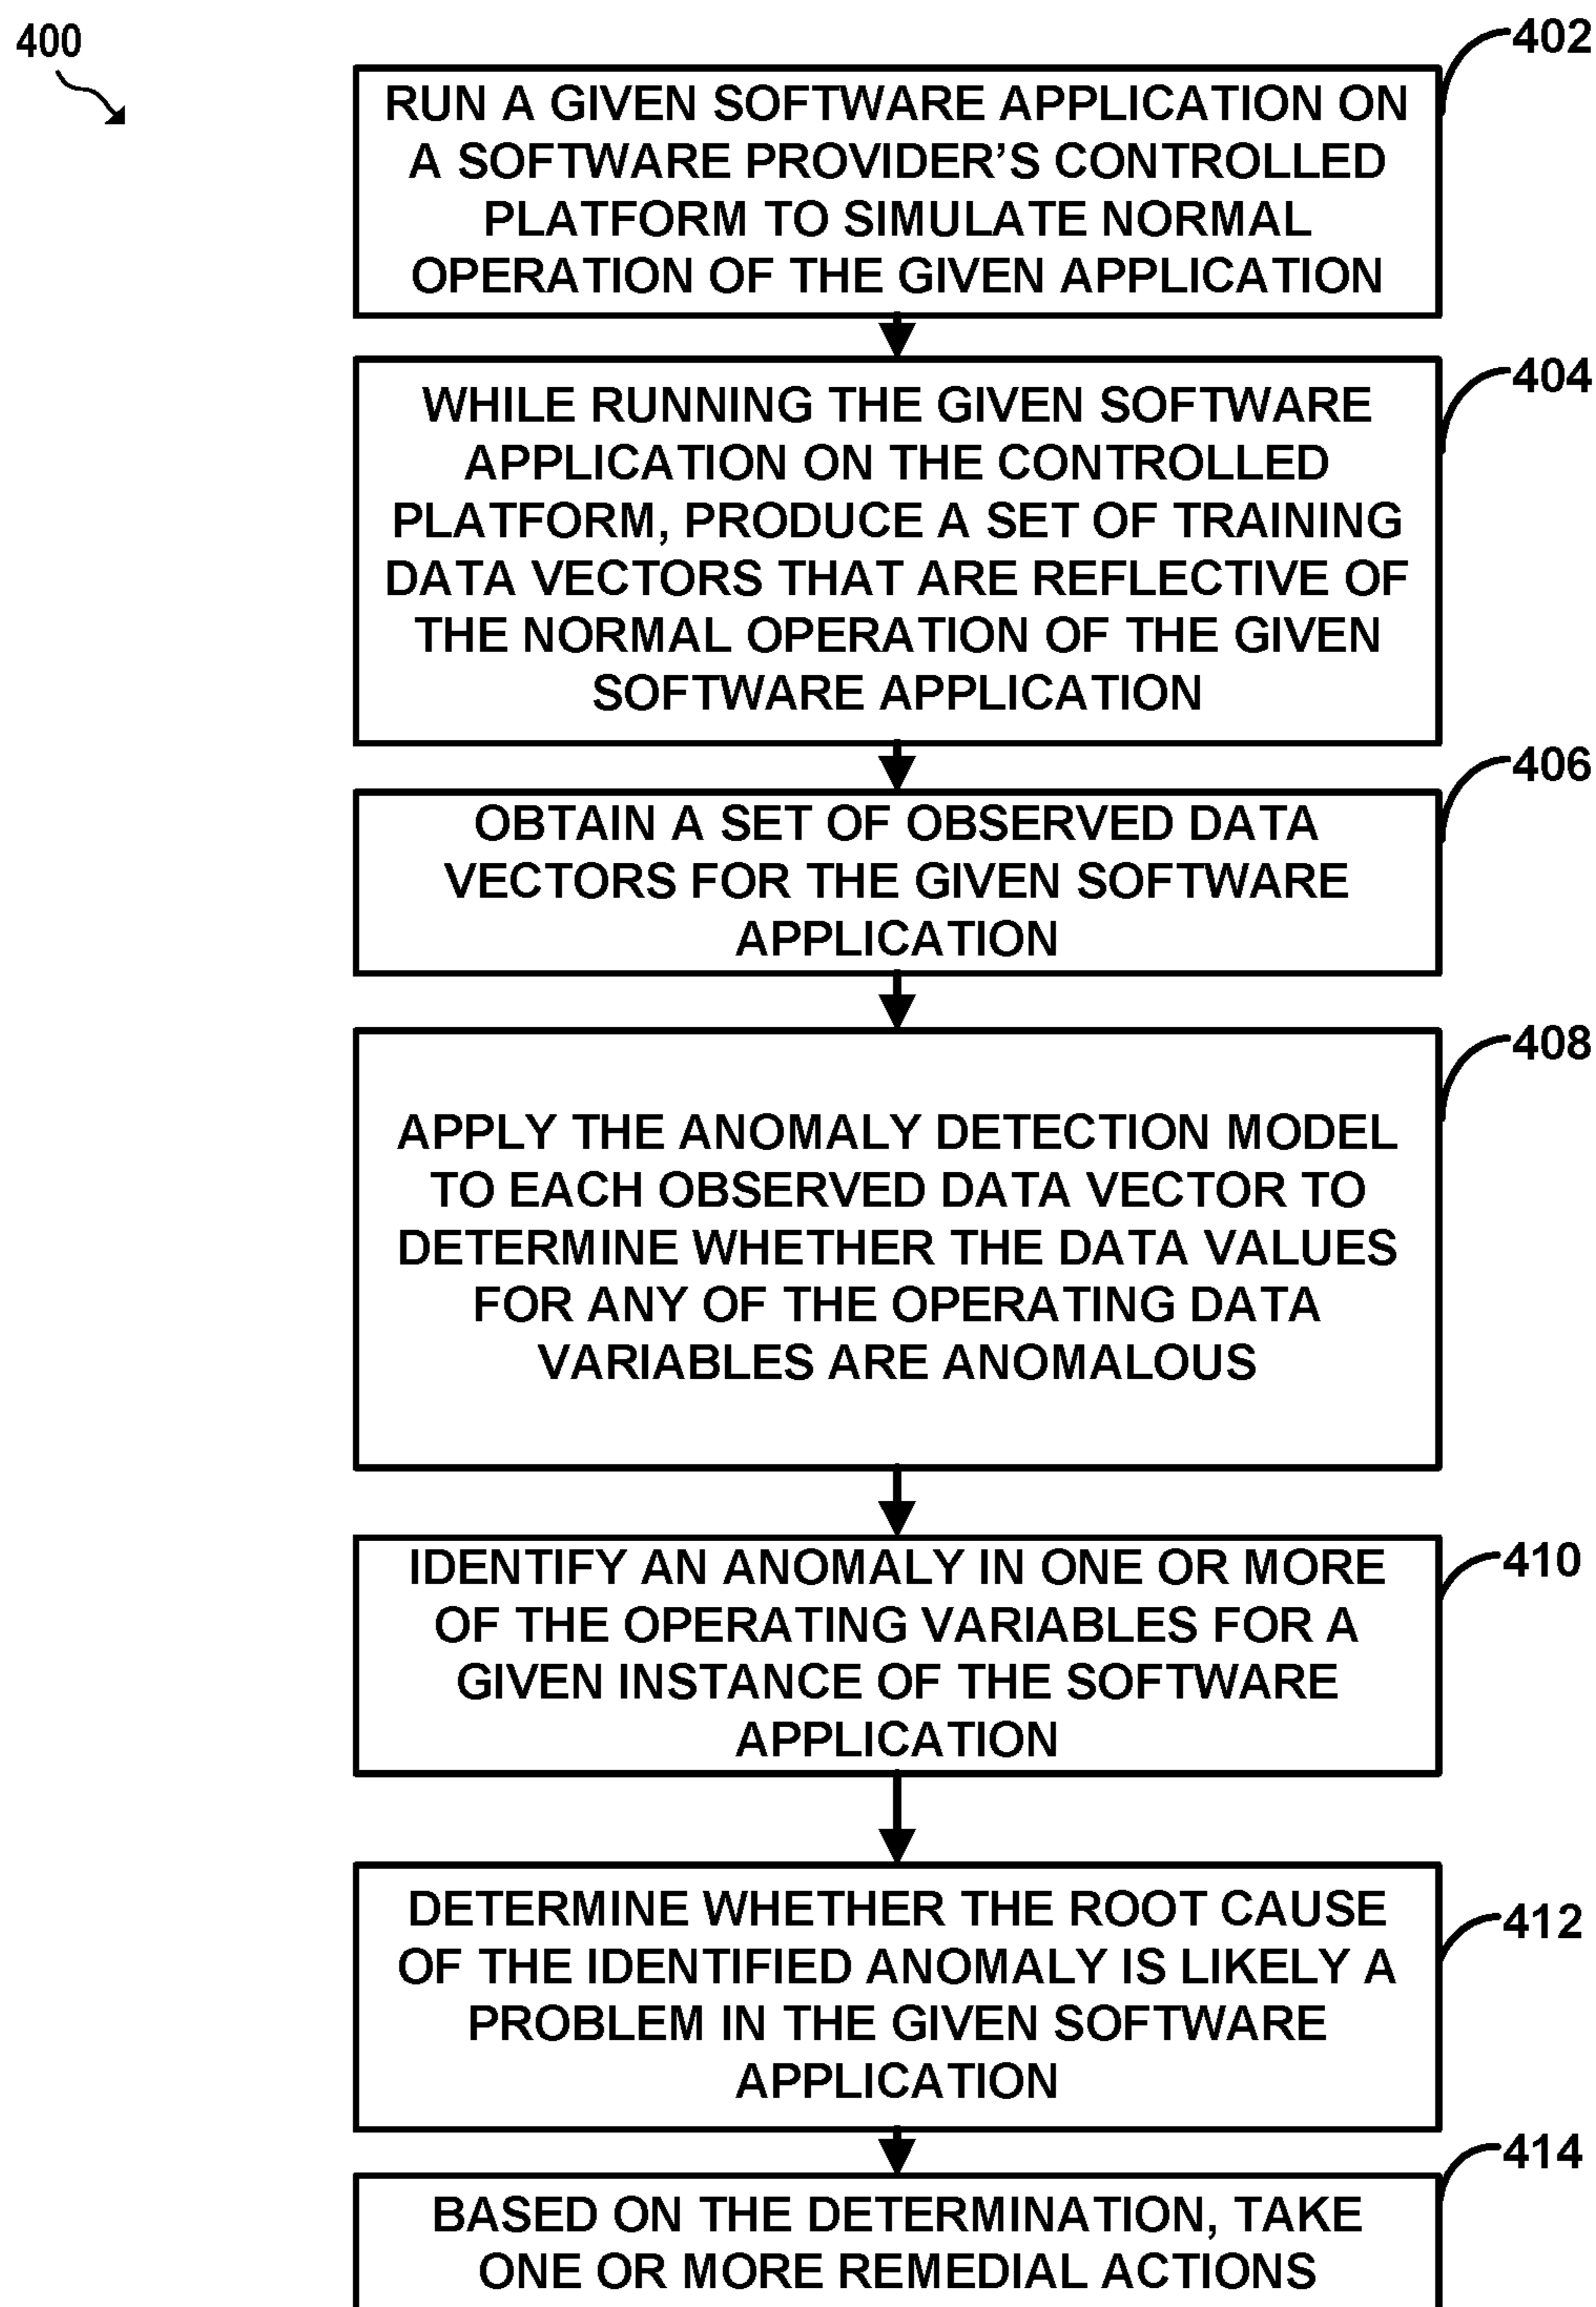 400
402
RUN A GIVEN SOFTWARE APPLICATION ON
A SOFTWARE PROVIDER’S CONTROLLED
PLATFORM TO SIMULATE NORMAL
OPERATION OF THE GIVEN APPLICATION
404
WHILE RUNNING THE GIVEN SOFTWARE
APPLICATION ON THE CONTROLLED
PLATFORM, PRODUCE A SET OF TRAINING
DATA VECTORS THAT ARE REFLECTIVE OF
THE NORMAL OPERATION OF THE GIVEN
SOFTWARE APPLICATION
406
OBTAIN A SET OF OBSERVED DATA
VECTORS FOR THE GIVEN SOFTWARE
APPLICATION
408
APPLY THE ANOMALY DETECTION MODEL
TO EACH OBSERVED DATA VECTOR TO
DETERMINE WHETHER THE DATA VALUES
FOR ANY OF THE OPERATING DATA
VARIABLES ARE ANOMALOUS
410
IDENTIFY AN ANOMALY IN ONE OR MORE
OF THE OPERATING VARIABLES FOR A
GIVEN INSTANCE OF THE SOFTWARE
APPLICATION
412
DETERMINE WHETHER THE ROOT CAUSE
OF THE IDENTIFIED ANOMALY IS LIKELY A
PROBLEM IN THE GIVEN SOFTWARE
APPLICATION
414
BASED ON THE DETERMINATION, TAKE
ONE OR MORE REMEDIAL ACTIONS